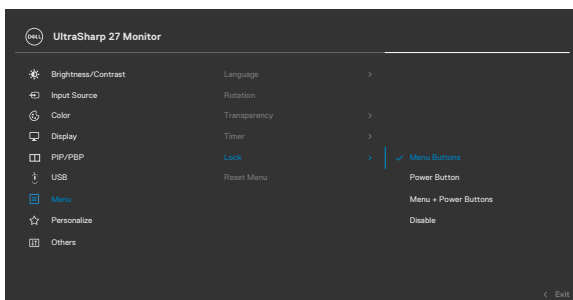 DELL UltraSharp 27 Monitor
Brightness/Contrast Language >
Input Source Rotation
Color Transparency >
Display Timer >
PIP/PBP Lock > ✓ Menu Buttons
USB Reset Menu Power Button
Menu Menu + Power Buttons
Personalize Disable
Others
< Exit